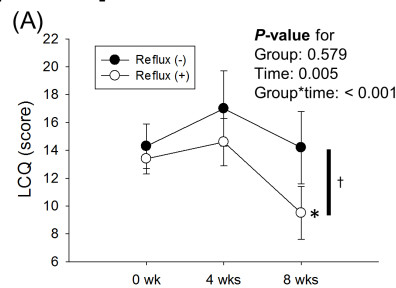 (A)
P-value for
Group: 0.579
Time: 0.005
Group*time: < 0.001
Reflux (-)
Reflux (+)
LCQ (score)
22
20
18
16
14
12
10
8
6
†
*
0 wk 4 wks 8 wks